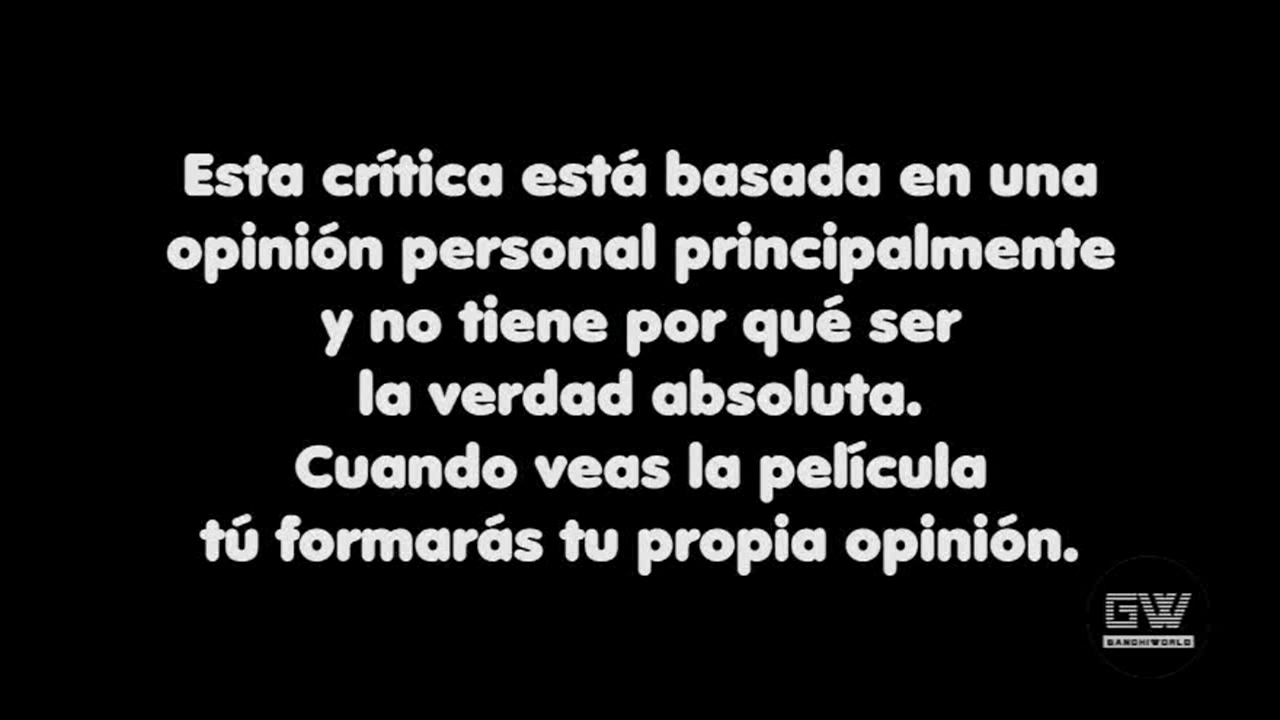 Esta crítica está basada en una
opinión personal principalmente
y no tiene por qué ser
la verdad absoluta.
Cuando veas la película
tú formarás tu propia opinión.
GW
GANCHIWORLD